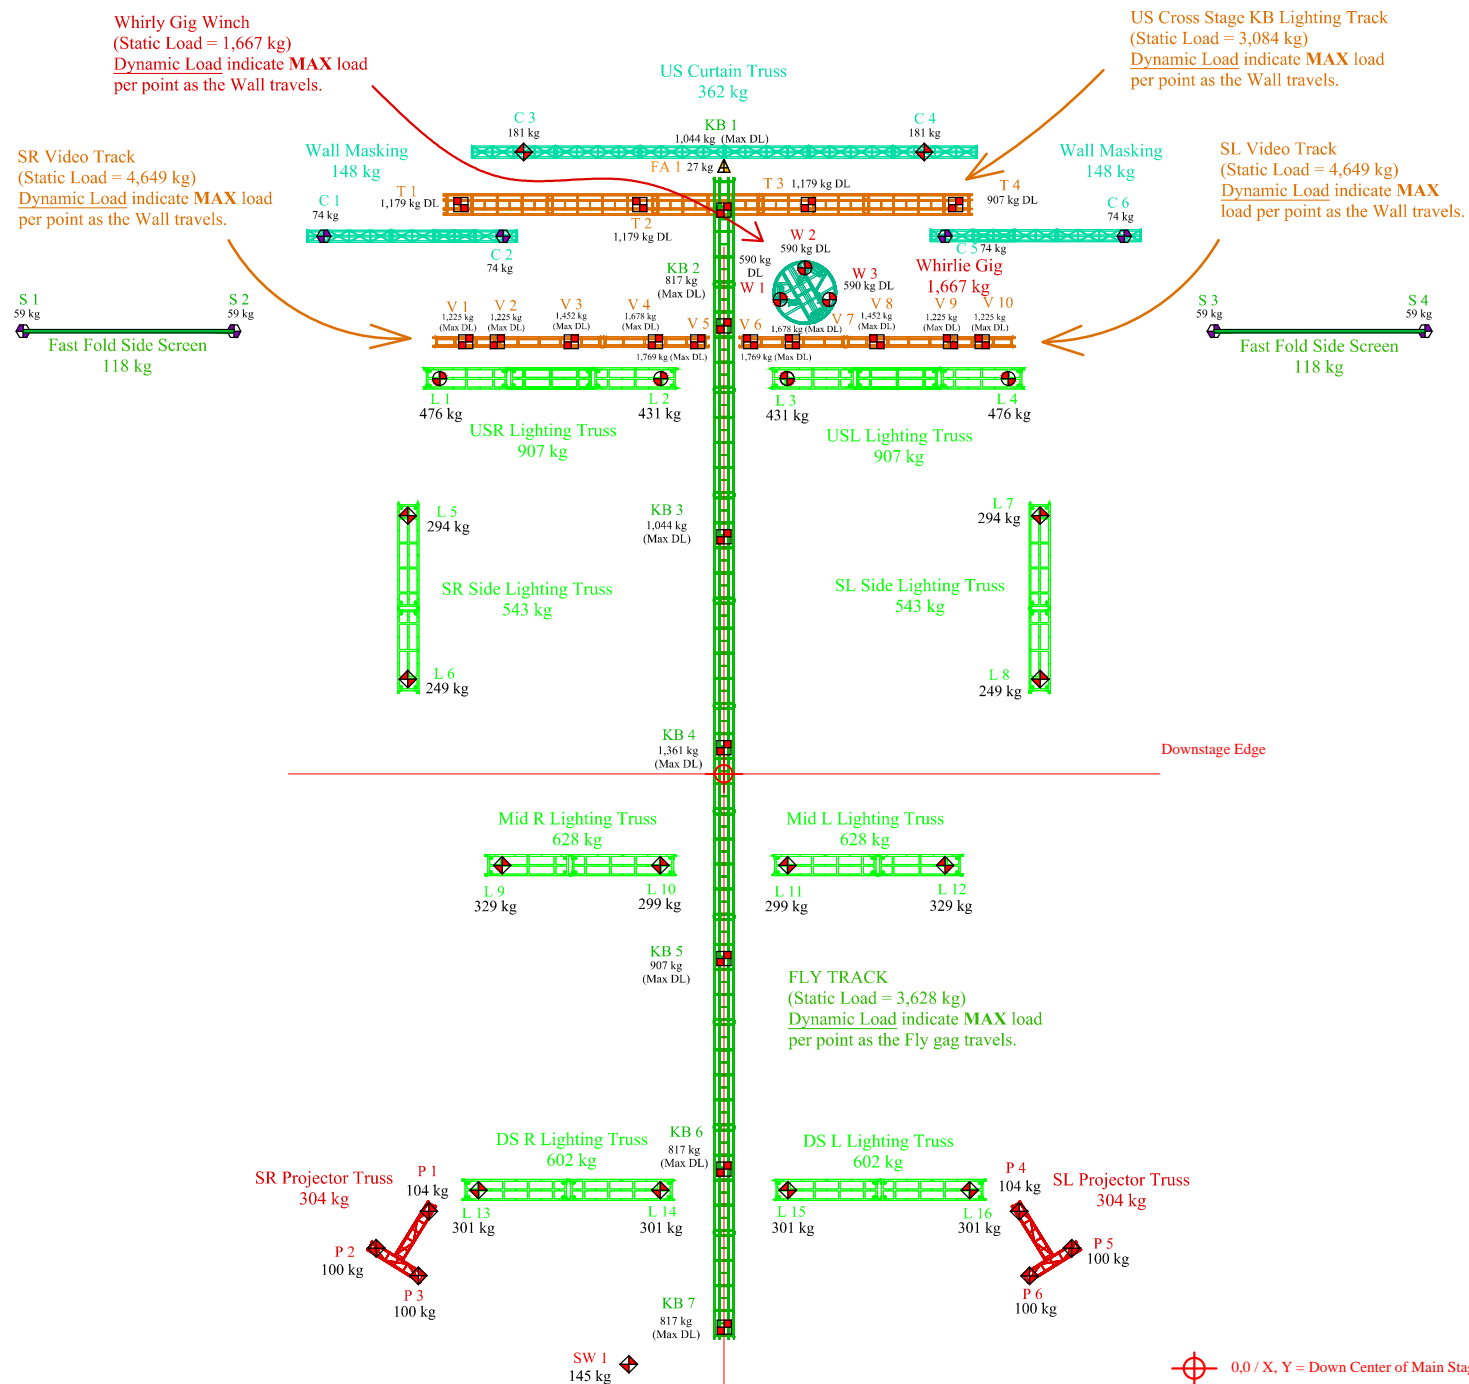 Whirly Gig Winch
(Static Load = 1,667 kg)
Dynamic Load indicate MAX load
per point as the Wall travels.
US Cross Stage KB Lighting Track
(Static Load = 3,084 kg)
Dynamic Load indicate MAX load
per point as the Wall travels.
US Curtain Truss
362 kg
C 3
181 kg
KB 1
1,044 kg (Max DL)
C 4
181 kg
FA 1
27 kg
SR Video Track
(Static Load = 4,649 kg)
Dynamic Load indicate MAX load
per point as the Wall travels.
Wall Masking
148 kg
C 1
74 kg
C 2
74 kg
T 1
1,179 kg DL
T 2
1,179 kg DL
T 3
1,179 kg DL
T 4
907 kg DL
Wall Masking
148 kg
C 6
74 kg
C 5
74 kg
SL Video Track
(Static Load = 4,649 kg)
Dynamic Load indicate MAX
load per point as the Wall travels.
KB 2
817 kg
(Max DL)
W 2
590 kg DL
590 kg
DL
W 1
W 3
590 kg DL
Whirlie Gig
1,667 kg
S 1
59 kg
S 2
59 kg
Fast Fold Side Screen
118 kg
S 3
59 kg
S 4
59 kg
Fast Fold Side Screen
118 kg
V 1
1,225 kg
(Max DL)
V 2
1,225 kg
(Max DL)
V 3
1,452 kg
(Max DL)
V 4
1,678 kg
(Max DL)
V 5
1,769 kg (Max DL)
V 6
1,769 kg (Max DL)
V 7
1,678 kg (Max DL)
V 8
1,452 kg
(Max DL)
V 9
1,225 kg
(Max DL)
V 10
1,225 kg
(Max DL)
L 1
476 kg
L 2
431 kg
USR Lighting Truss
907 kg
L 3
431 kg
L 4
476 kg
USL Lighting Truss
907 kg
L 5
294 kg
SR Side Lighting Truss
543 kg
L 6
249 kg
KB 3
1,044 kg
(Max DL)
L 7
294 kg
SL Side Lighting Truss
543 kg
L 8
249 kg
KB 4
1,361 kg
(Max DL)
Downstage Edge
Mid R Lighting Truss
628 kg
L 9
329 kg
L 10
299 kg
Mid L Lighting Truss
628 kg
L 11
299 kg
L 12
329 kg
KB 5
907 kg
(Max DL)
FLY TRACK
(Static Load = 3,628 kg)
Dynamic Load indicate MAX load
per point as the Fly gag travels.
KB 6
817 kg
(Max DL)
DS R Lighting Truss
602 kg
L 13
301 kg
L 14
301 kg
DS L Lighting Truss
602 kg
L 15
301 kg
L 16
301 kg
SR Projector Truss
304 kg
P 1
104 kg
P 2
100 kg
P 3
100 kg
P 4
104 kg
SL Projector Truss
304 kg
P 5
100 kg
P 6
100 kg
KB 7
817 kg
(Max DL)
SW 1
145 kg
0,0 / X, Y = Down Center of Main